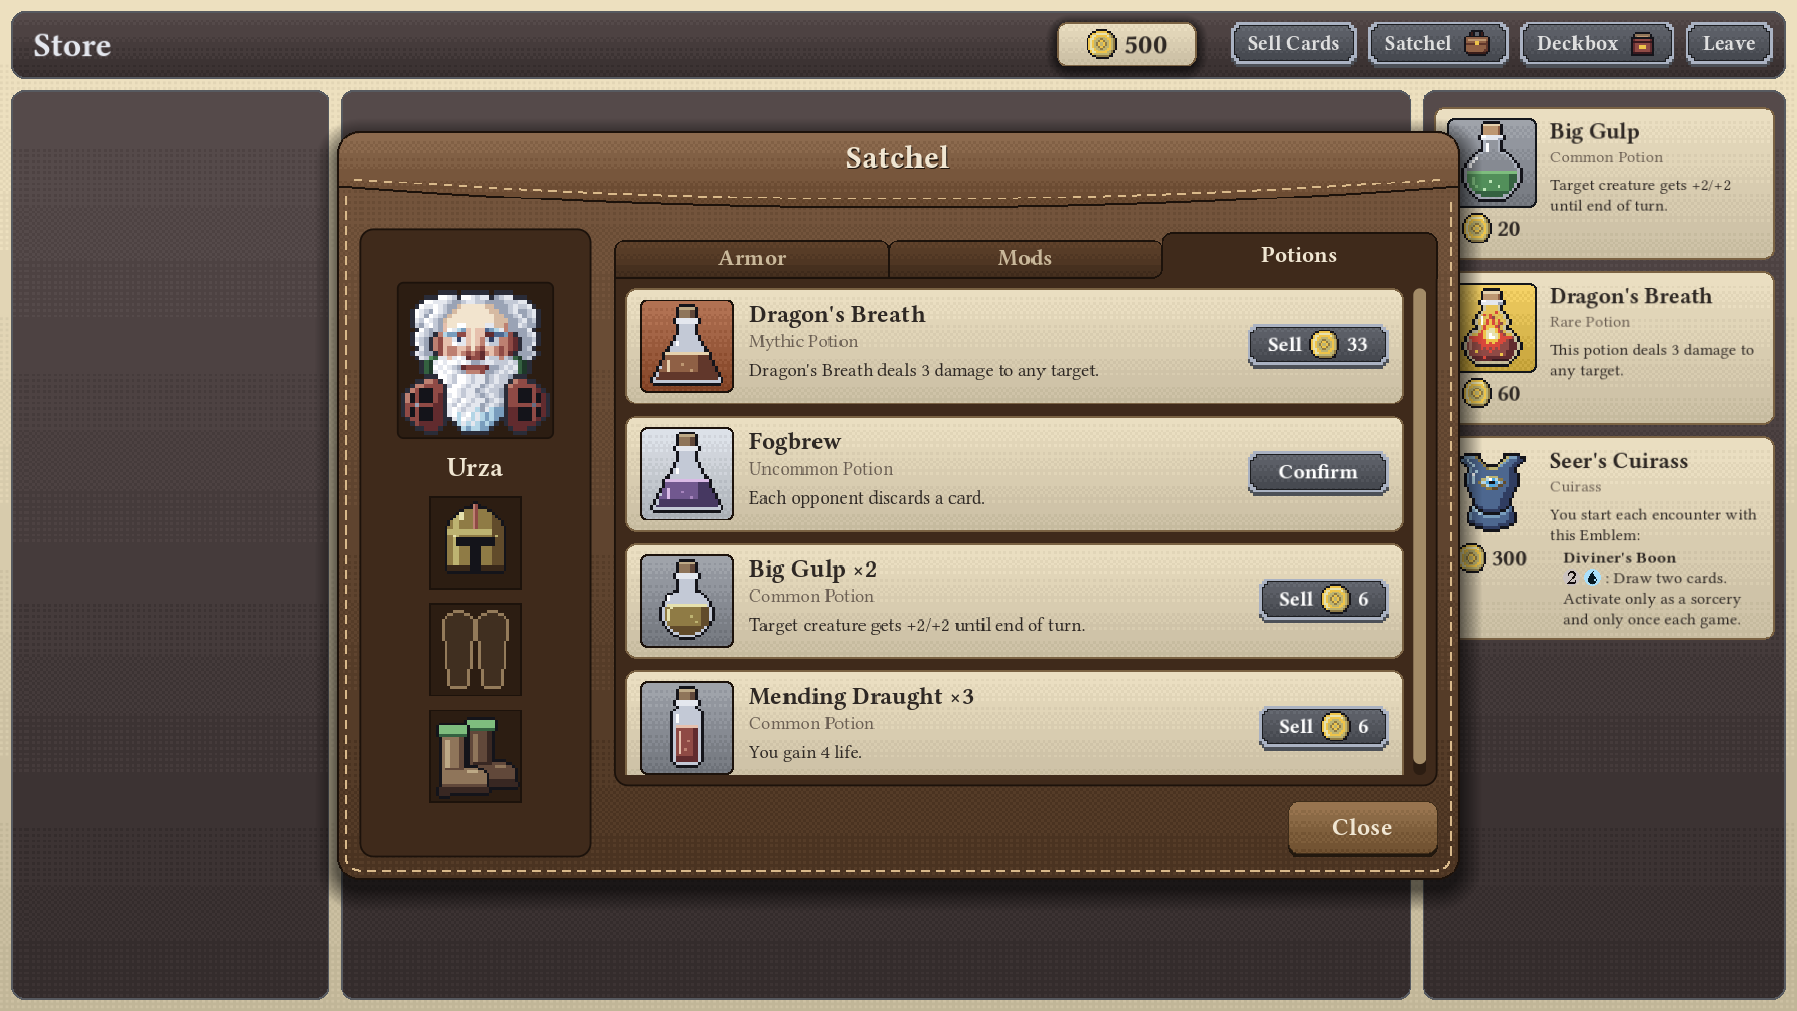 Store
500
Sell Cards
Satchel
Deckbox
Leave
Satchel
Urza
Armor
Mods
Potions
Dragon's Breath
Mythic Potion
Dragon's Breath deals 3 damage to any target.
Sell 33
Fogbrew
Uncommon Potion
Each opponent discards a card.
Confirm
Big Gulp ×2
Common Potion
Target creature gets +2/+2 until end of turn.
Sell 6
Mending Draught ×3
Common Potion
You gain 4 life.
Sell 6
Close
Big Gulp
Common Potion
Target creature gets +2/+2
until end of turn.
20
Dragon's Breath
Rare Potion
This potion deals 3 damage to
any target.
60
Seer's Cuirass
Cuirass
You start each encounter with
this Emblem:
300
Diviner's Boon
2 : Draw two cards.
Activate only as a sorcery
and only once each game.